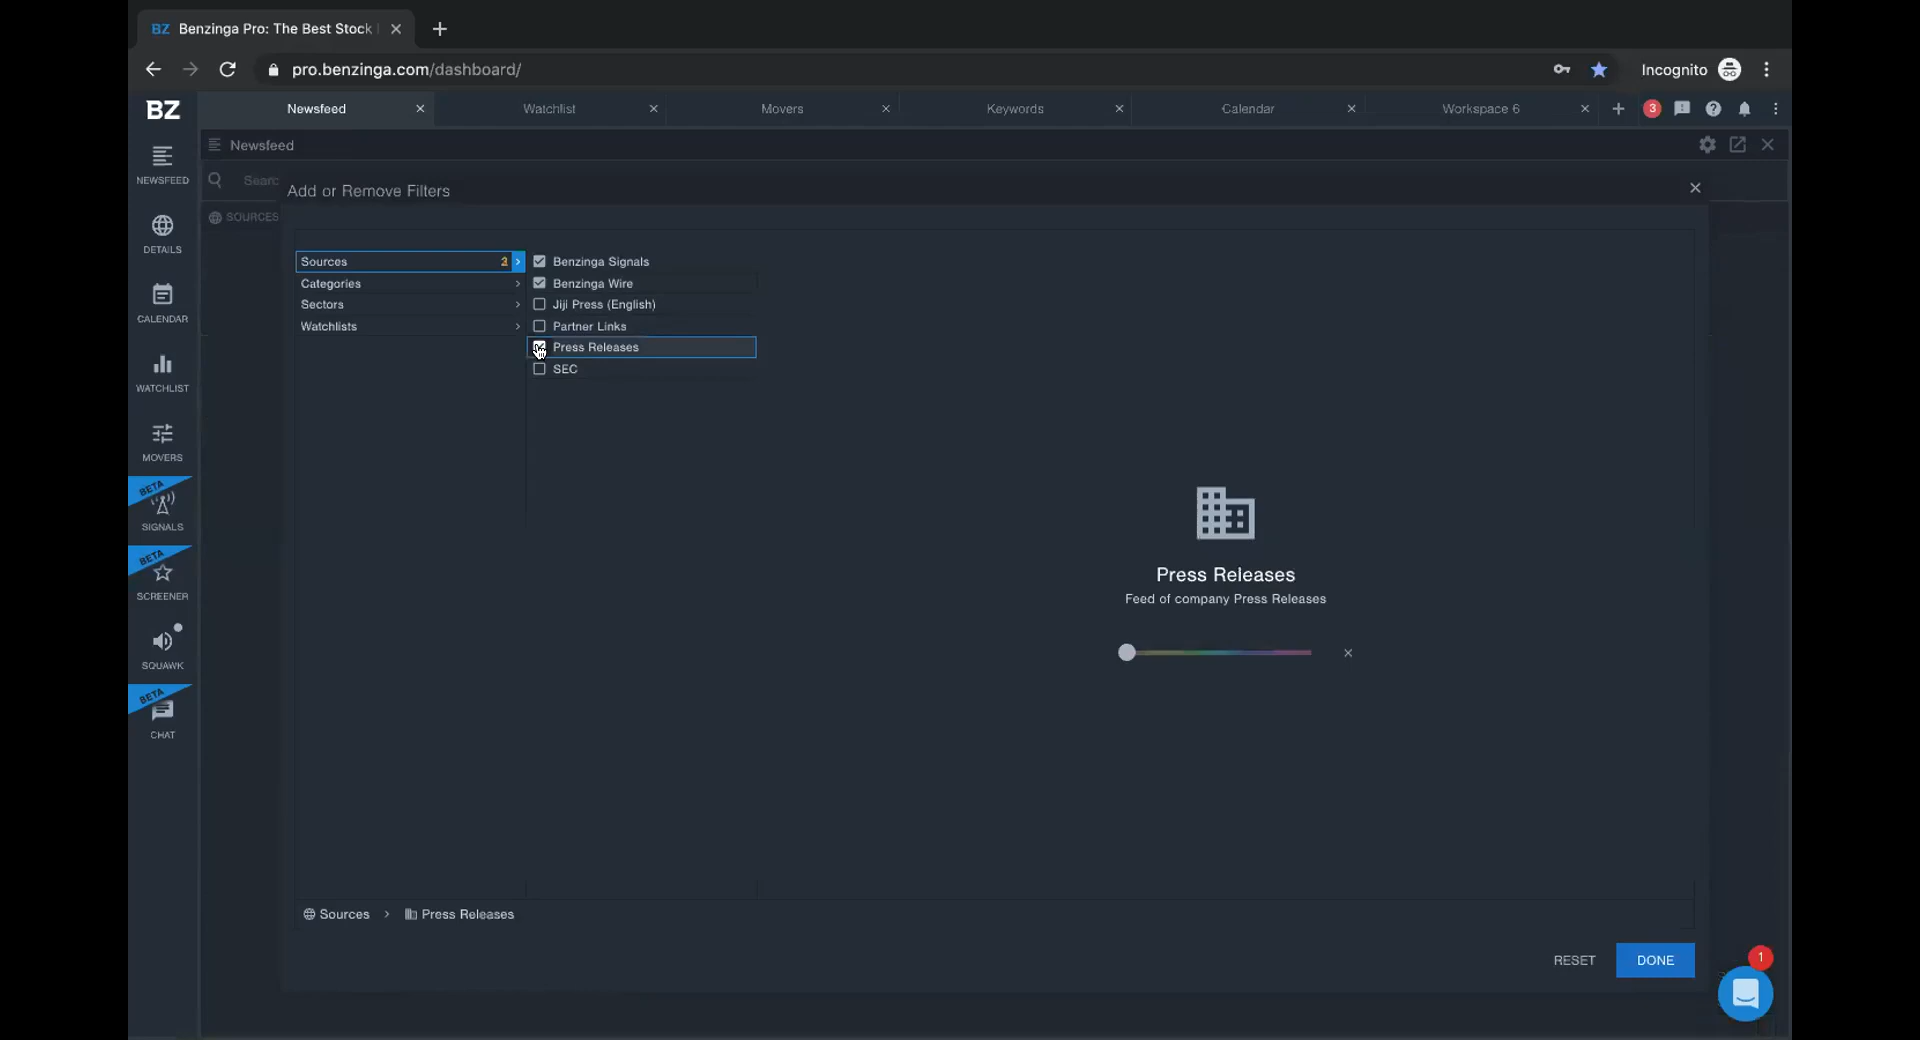 BZ Benzinga Pro: The Best Stock
pro.benzinga.com/dashboard/
Incognito
BZ
Newsfeed
Watchlist
Movers
Keywords
Calendar
Workspace 6
3
Newsfeed
NEWSFEED
DETAILS
CALENDAR
WATCHLIST
MOVERS
BETA
SIGNALS
BETA
SCREENER
SQUAWK
BETA
CHAT
SOURCES
Add or Remove Filters
Sources
Categories
Sectors
Watchlists
Benzinga Signals
Benzinga Wire
Jiji Press (English)
Partner Links
Press Releases
SEC
Press Releases
Feed of company Press Releases
Sources > Press Releases
RESET
DONE
1